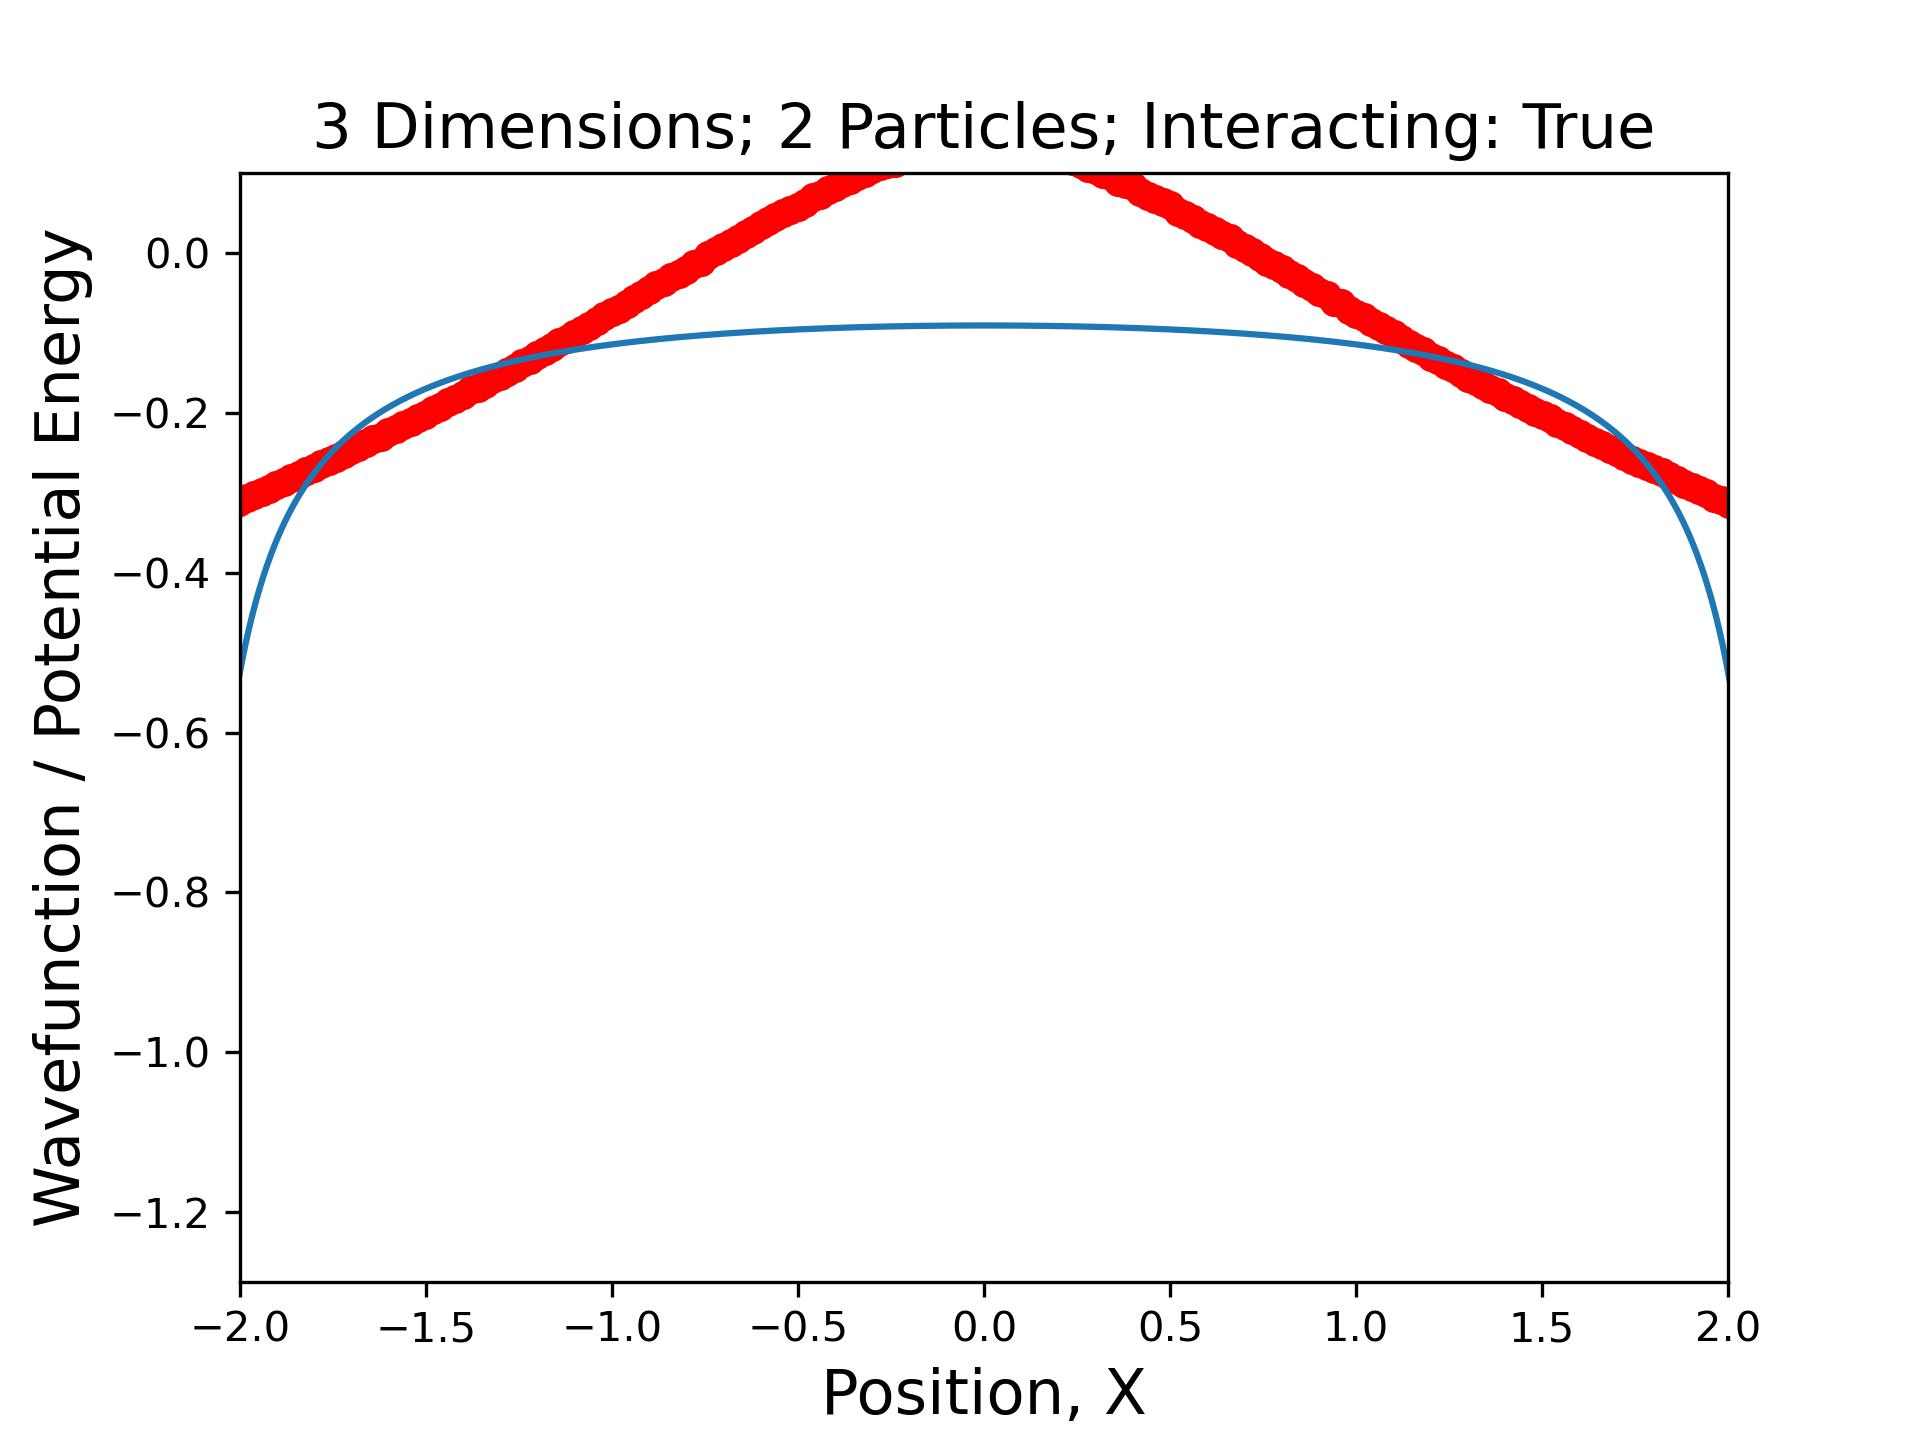 3 Dimensions; 2 Particles; Interacting: True
Wavefunction / Potential Energy
0.0
−0.2
−0.4
−0.6
−0.8
−1.0
−1.2
−2.0 −1.5 −1.0 −0.5 0.0 0.5 1.0 1.5 2.0
Position, X